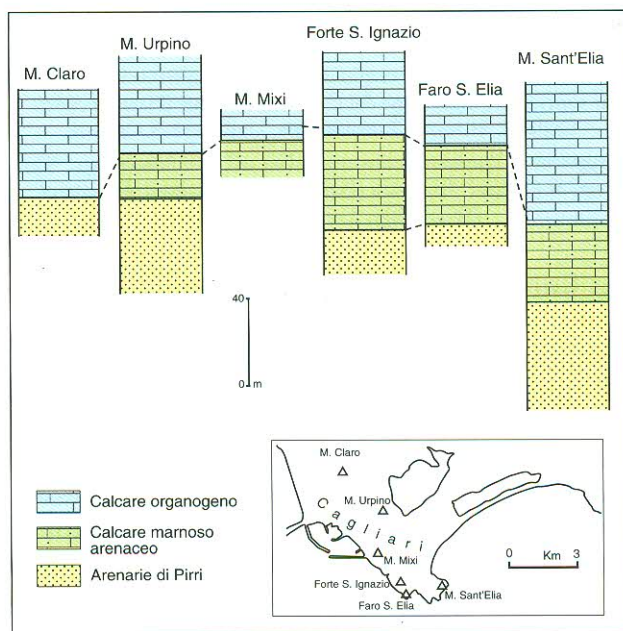 M. Claro
M. Urpino
M. Mixi
Forte S. Ignazio
Faro S. Elia
M. Sant'Elia
40
0 m
Calcare organogeno
Calcare marnoso
arenaceo
Arenarie di Pirri
M. Claro
M. Urpino
Cagliari
M. Mixi
Forte S. Ignazio
Faro S. Elia
M. Sant'Elia
0 Km 3